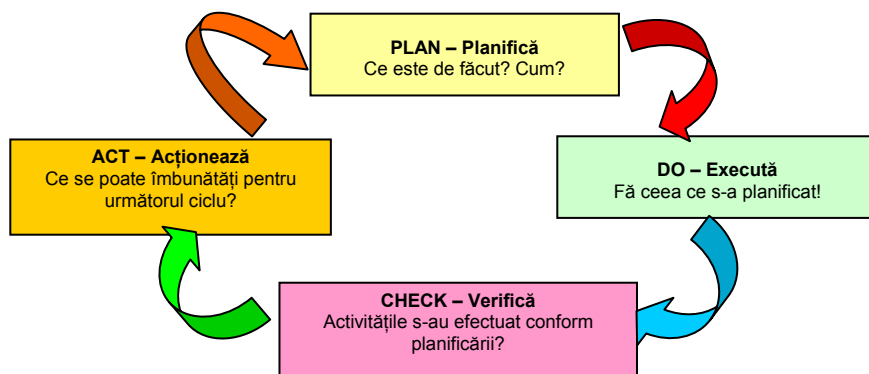 PLAN – Planifică
Ce este de făcut? Cum?
ACT – Acționează
Ce se poate îmbunătăți pentru
următorul ciclu?
DO – Execută
Fă ceea ce s-a planificat!
CHECK – Verifică
Activitățile s-au efectuat conform
planificării?